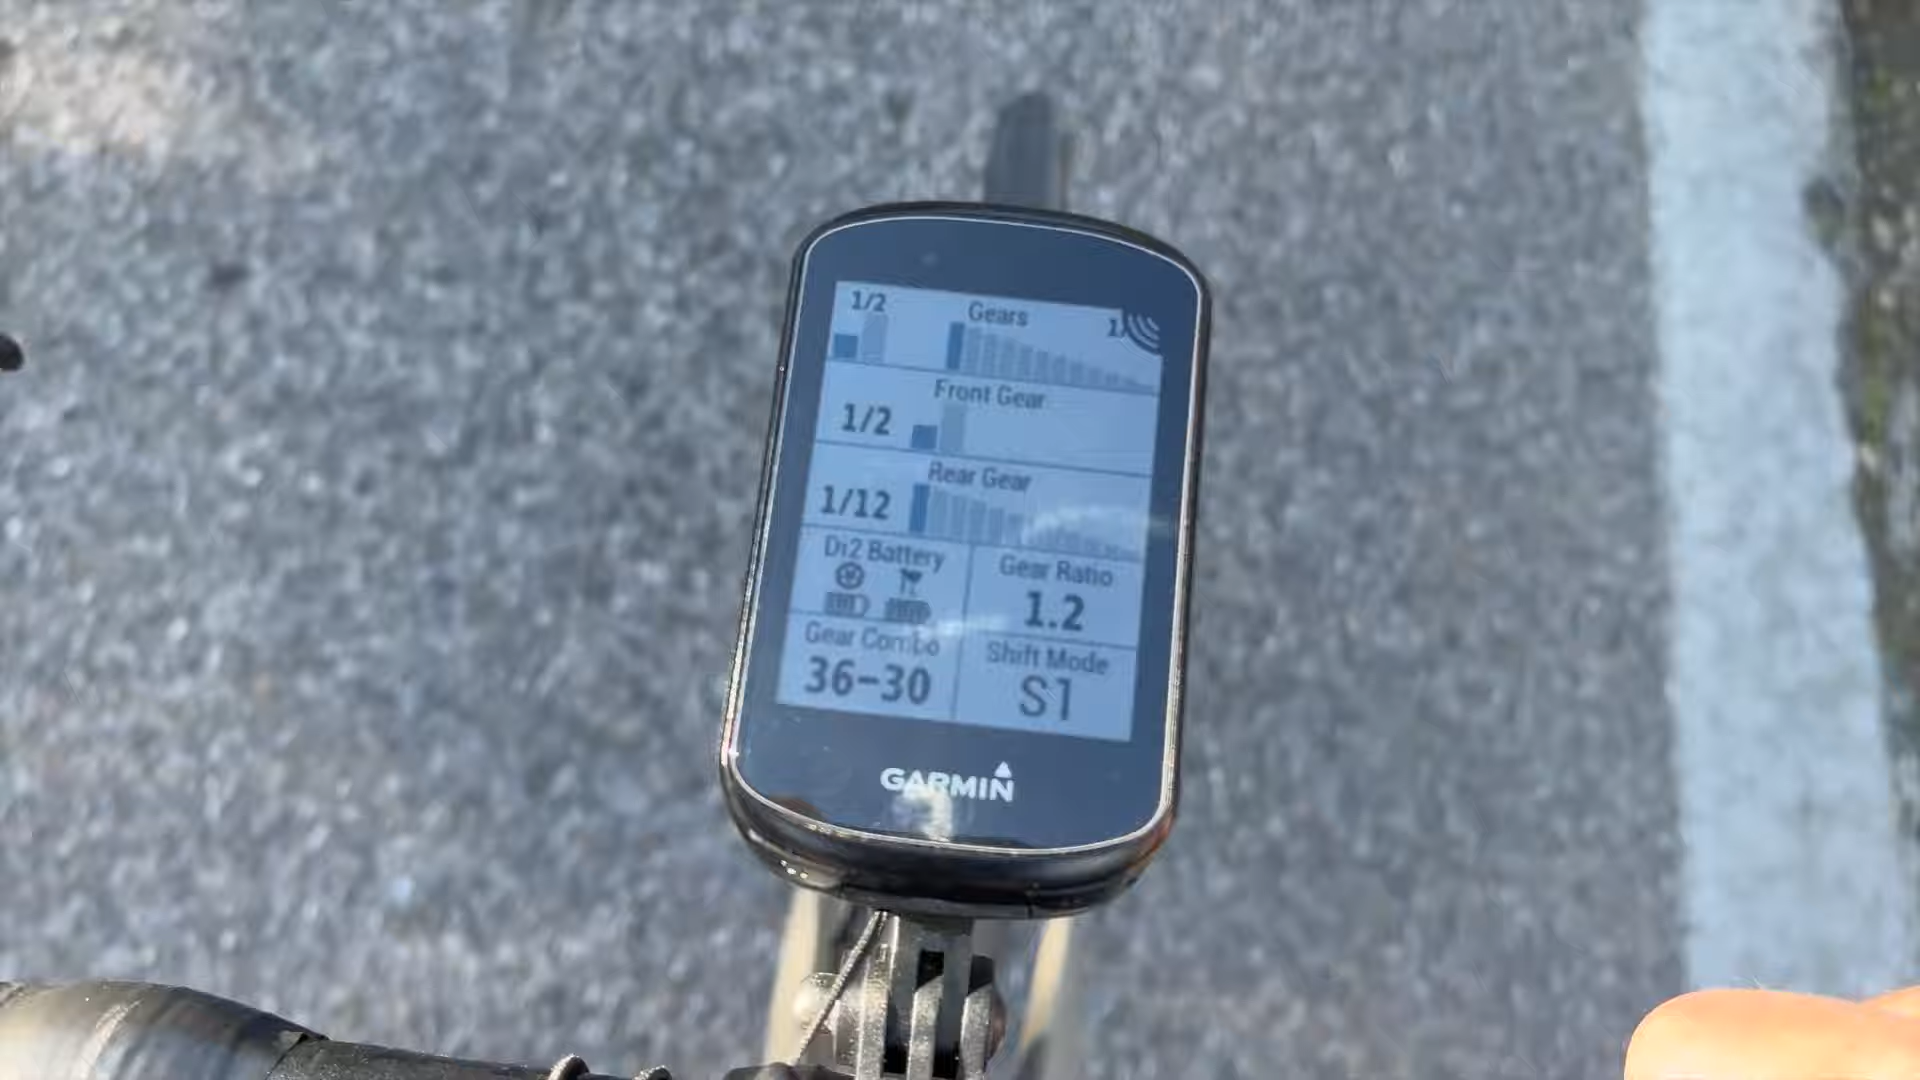 1/2 Gears 1/
Front Gear
1/2
Rear Gear
1/12
Di2 Battery
Gear Ratio
1.2
Gear Combo
36-30
Shift Mode
S1
GARMIN